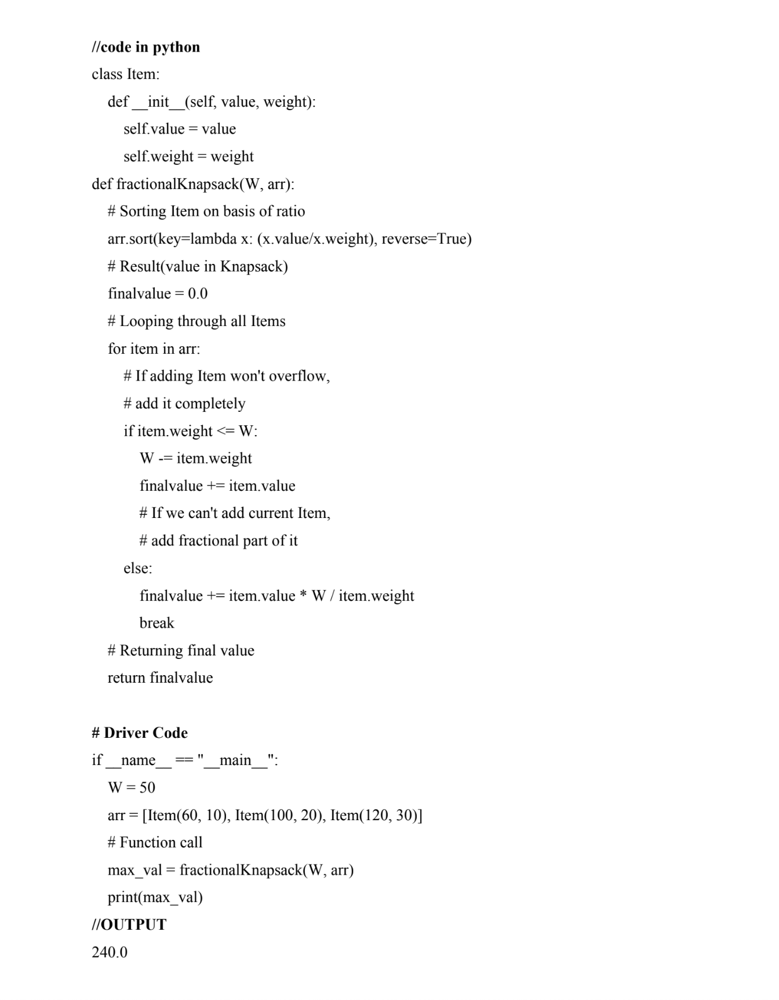 //code in python
class Item:
def __init__(self, value, weight):
self.value = value
self.weight = weight
def fractionalKnapsack(W, arr):
# Sorting Item on basis of ratio
arr.sort(key=lambda x: (x.value/x.weight), reverse=True)
# Result(value in Knapsack)
finalvalue = 0.0
# Looping through all Items
for item in arr:
# If adding Item won't overflow,
# add it completely
if item.weight <= W:
W -= item.weight
finalvalue += item.value
# If we can't add current Item,
# add fractional part of it
else:
finalvalue += item.value * W / item.weight
break
# Returning final value
return finalvalue
# Driver Code
if __name__ == "__main__":
W = 50
arr = [Item(60, 10), Item(100, 20), Item(120, 30)]
# Function call
max_val = fractionalKnapsack(W, arr)
print(max_val)
//OUTPUT
240.0